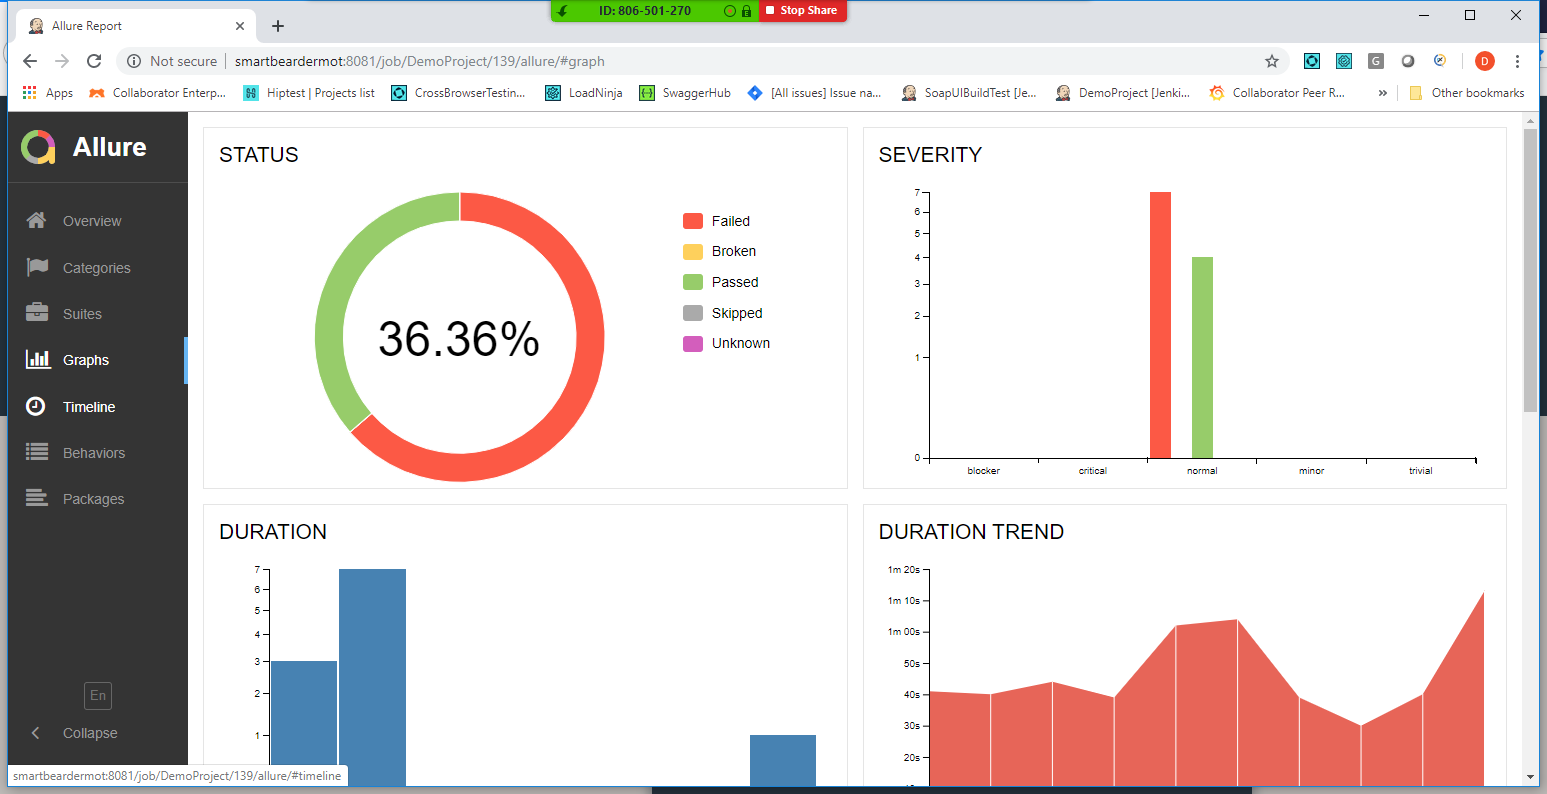 ID: 806-501-270
Stop Share
Allure Report
Not secure
smartbeardermot:8081/job/DemoProject/139/allure/#graph
G
D
Apps
Collaborator Enterp...
Hiptest | Projects list
CrossBrowserTestin...
LoadNinja
SwaggerHub
[All issues] Issue na...
SoapUIBuildTest [Je...
DemoProject [Jenki...
Collaborator Peer R...
»
Other bookmarks
Allure
Overview
Categories
Suites
Graphs
Timeline
Behaviors
Packages
En
Collapse
smartbeardermot:8081/job/DemoProject/139/allure/#timeline
STATUS
36.36%
Failed
Broken
Passed
Skipped
Unknown
SEVERITY
7
6
5
4
3
2
1
0
blocker critical normal minor trivial
DURATION
7
6
5
4
3
2
1
DURATION TREND
1m 20s
1m 10s
1m 00s
50s
40s
30s
20s